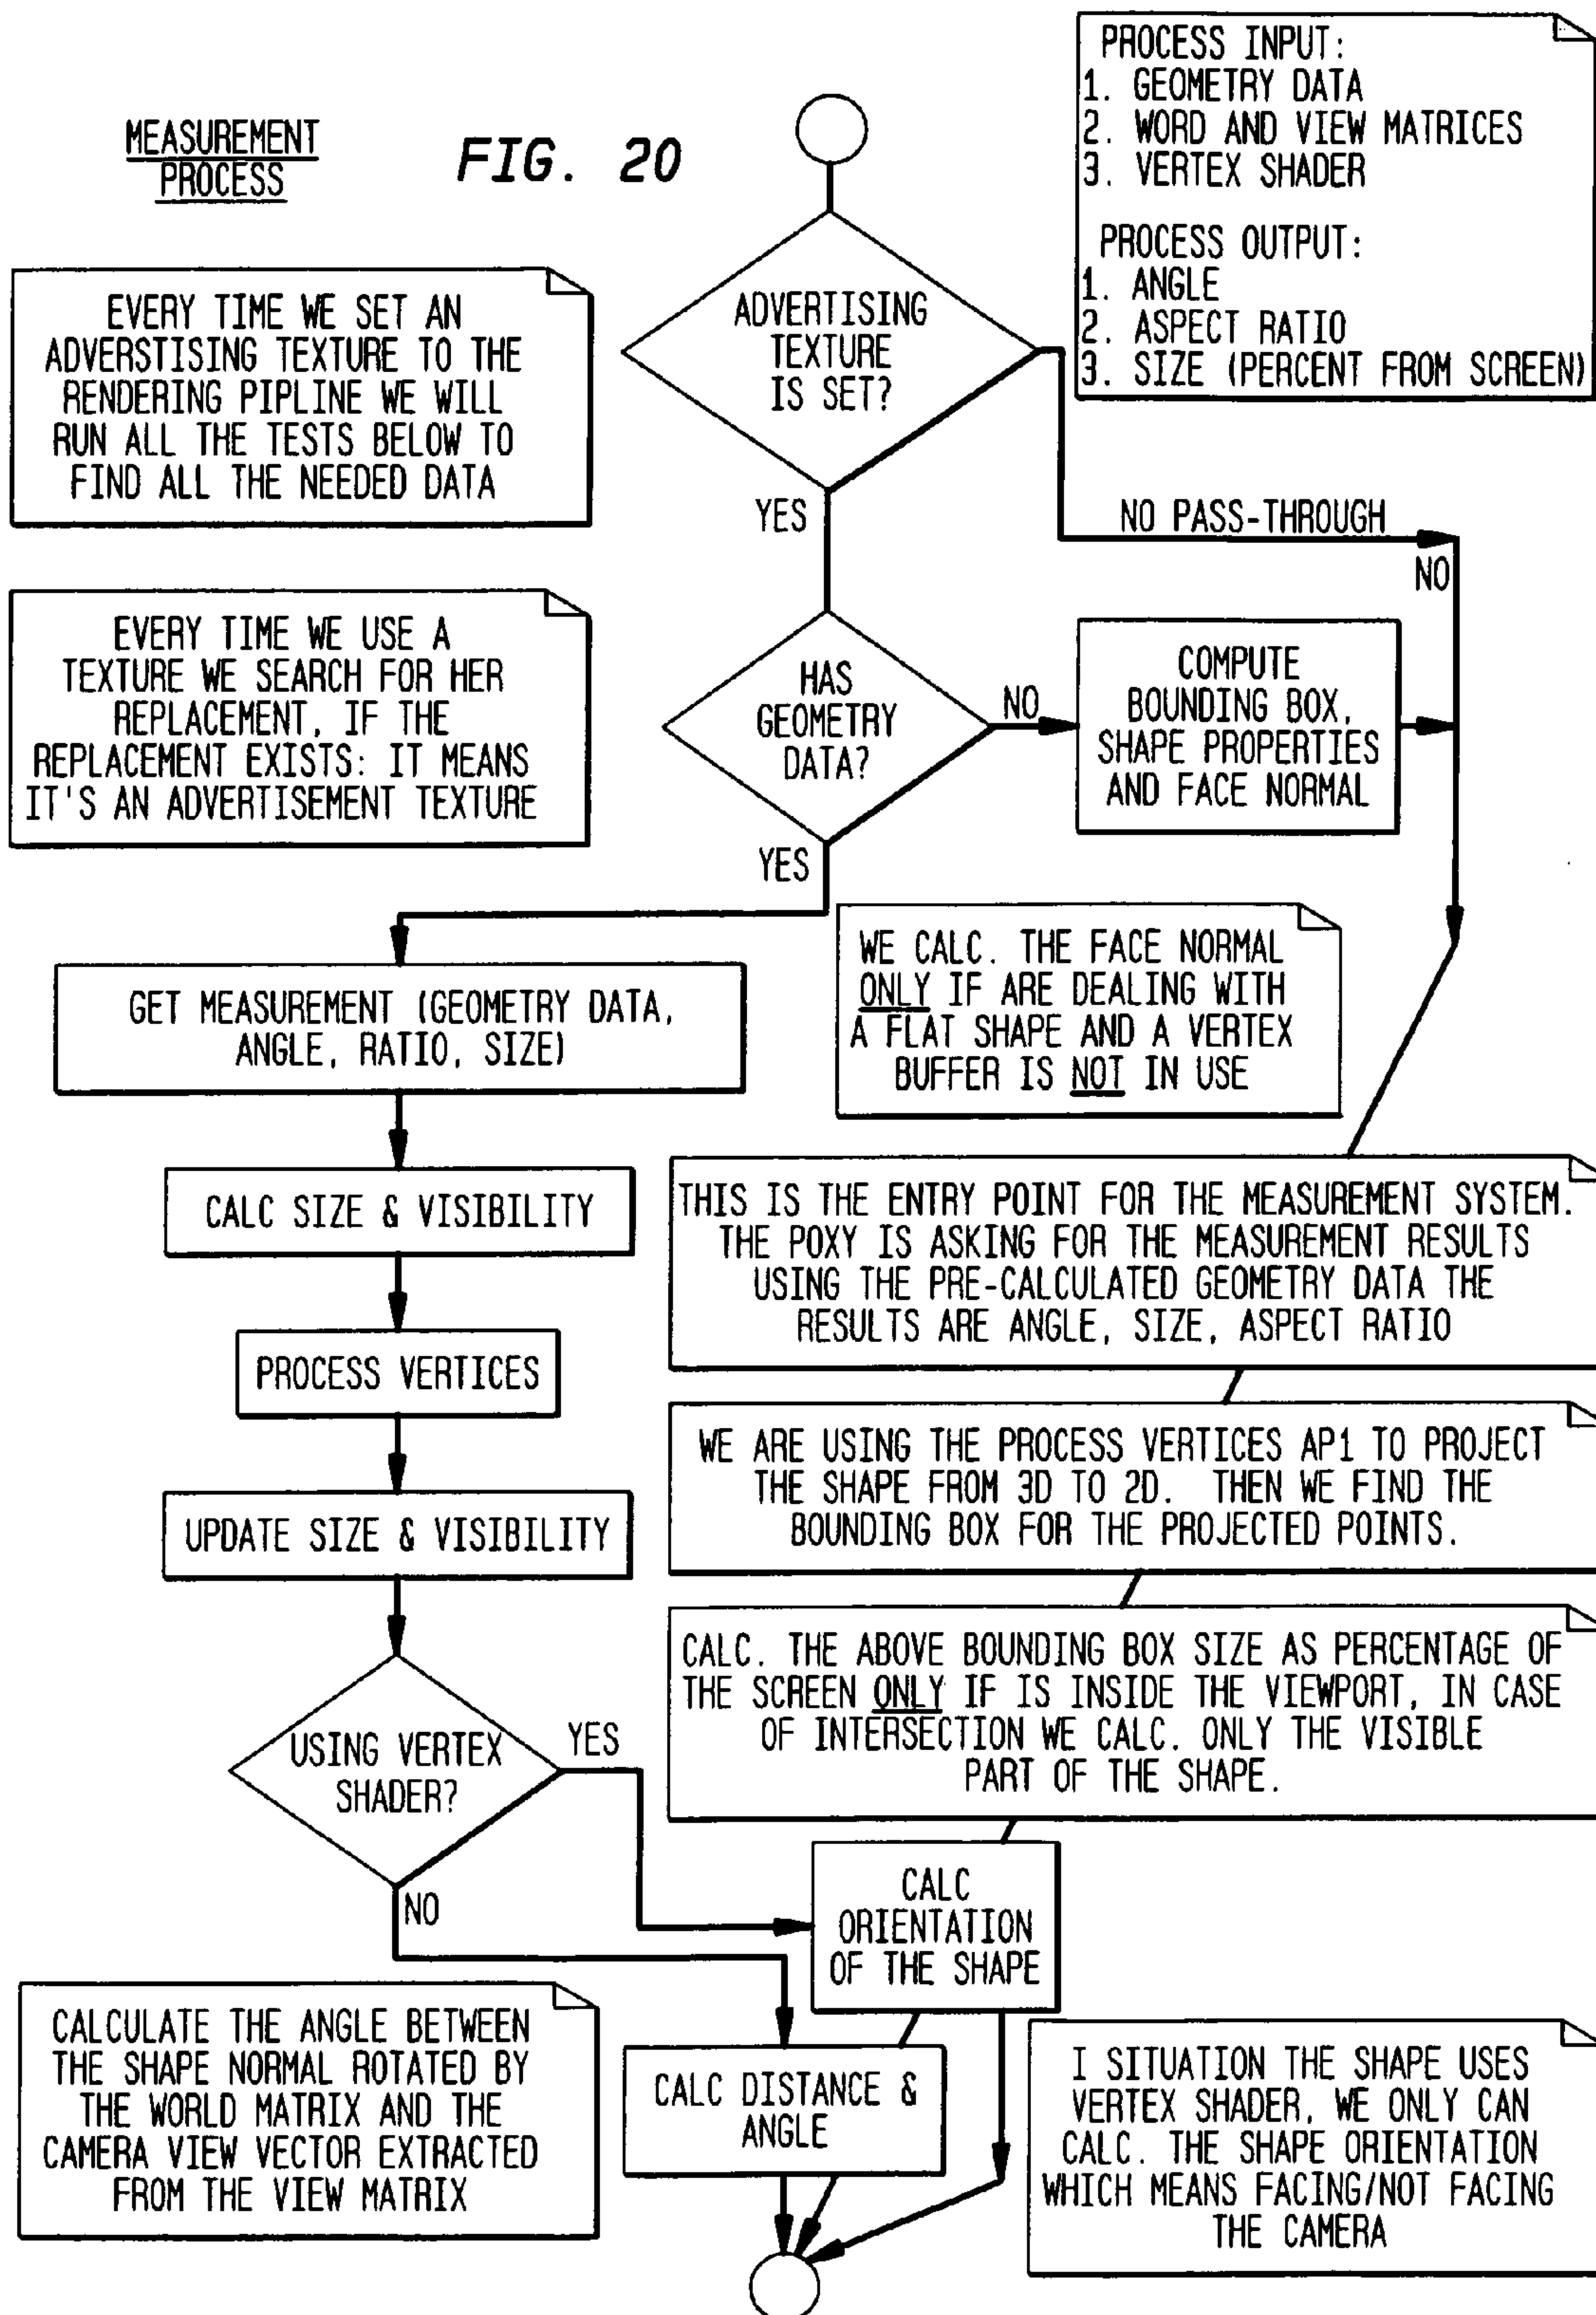 MEASUREMENT
PROCESS
FIG. 20
PROCESS INPUT:
1. GEOMETRY DATA
2. WORD AND VIEW MATRICES
3. VERTEX SHADER
PROCESS OUTPUT:
1. ANGLE
2. ASPECT RATIO
3. SIZE (PERCENT FROM SCREEN)
EVERY TIME WE SET AN
ADVERSTISING TEXTURE TO THE
RENDERING PIPLINE WE WILL
RUN ALL THE TESTS BELOW TO
FIND ALL THE NEEDED DATA
ADVERTISING
TEXTURE
IS SET?
YES
NO PASS-THROUGH
NO
EVERY TIME WE USE A
TEXTURE WE SEARCH FOR HER
REPLACEMENT, IF THE
REPLACEMENT EXISTS: IT MEANS
IT'S AN ADVERTISEMENT TEXTURE
HAS
GEOMETRY
DATA?
NO
COMPUTE
BOUNDING BOX,
SHAPE PROPERTIES
AND FACE NORMAL
YES
WE CALC. THE FACE NORMAL
ONLY IF ARE DEALING WITH
A FLAT SHAPE AND A VERTEX
BUFFER IS NOT IN USE
GET MEASUREMENT (GEOMETRY DATA,
ANGLE, RATIO, SIZE)
CALC SIZE & VISIBILITY
THIS IS THE ENTRY POINT FOR THE MEASUREMENT SYSTEM.
THE POXY IS ASKING FOR THE MEASUREMENT RESULTS
USING THE PRE-CALCULATED GEOMETRY DATA THE
RESULTS ARE ANGLE, SIZE, ASPECT RATIO
PROCESS VERTICES
WE ARE USING THE PROCESS VERTICES AP1 TO PROJECT
THE SHAPE FROM 3D TO 2D. THEN WE FIND THE
BOUNDING BOX FOR THE PROJECTED POINTS.
UPDATE SIZE & VISIBILITY
CALC. THE ABOVE BOUNDING BOX SIZE AS PERCENTAGE OF
THE SCREEN ONLY IF IS INSIDE THE VIEWPORT, IN CASE
OF INTERSECTION WE CALC. ONLY THE VISIBLE
PART OF THE SHAPE.
USING VERTEX
SHADER?
YES
NO
CALC
ORIENTATION
OF THE SHAPE
CALCULATE THE ANGLE BETWEEN
THE SHAPE NORMAL ROTATED BY
THE WORLD MATRIX AND THE
CAMERA VIEW VECTOR EXTRACTED
FROM THE VIEW MATRIX
CALC DISTANCE &
ANGLE
I SITUATION THE SHAPE USES
VERTEX SHADER, WE ONLY CAN
CALC. THE SHAPE ORIENTATION
WHICH MEANS FACING/NOT FACING
THE CAMERA